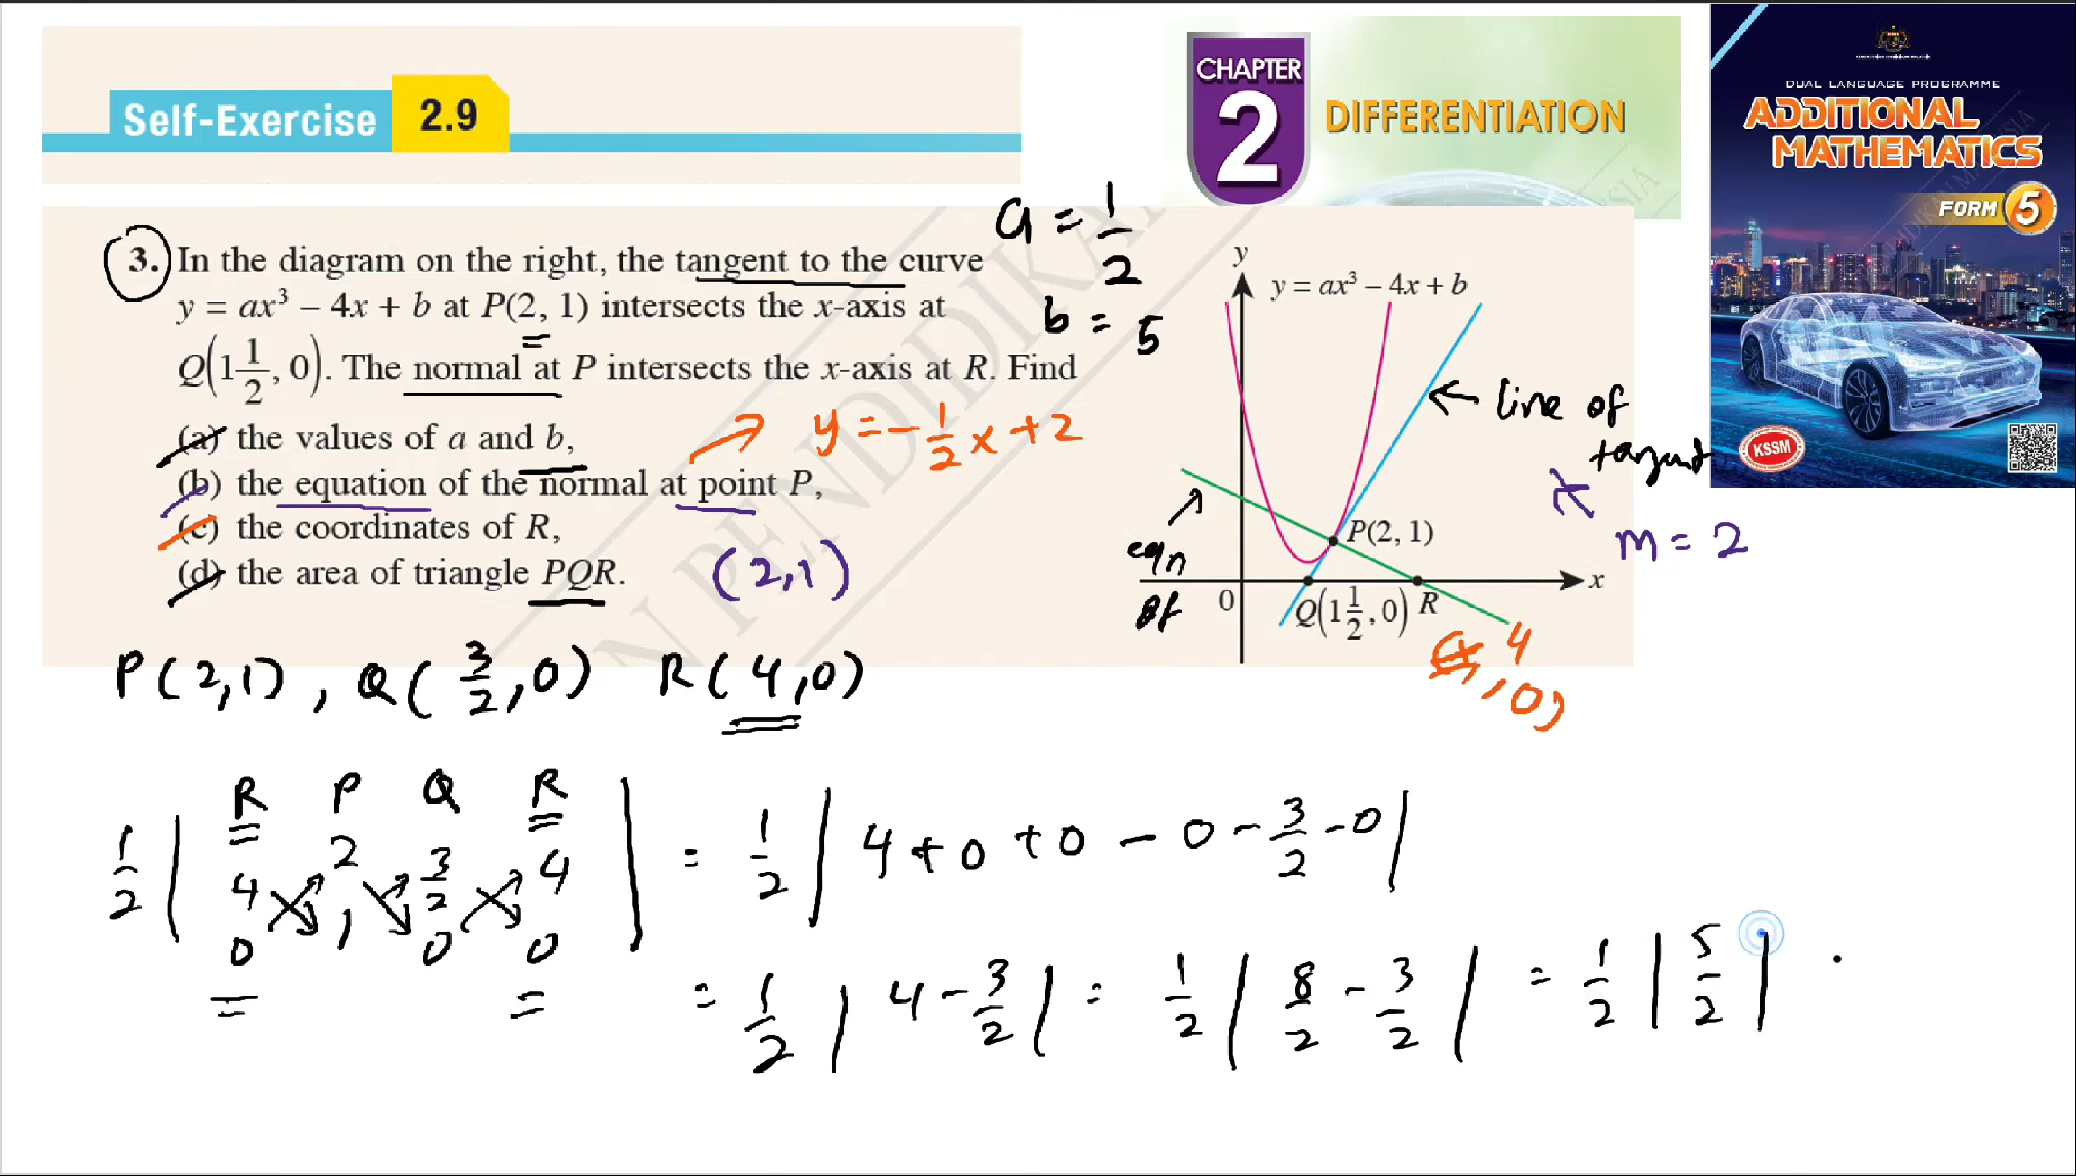 Self-Exercise 2.9
CHAPTER 2 DIFFERENTIATION
DUAL LANGUAGE PROGRAMME
ADDITIONAL
MATHEMATICS
FORM 5
KSSM
3. In the diagram on the right, the tangent to the curve
y = ax³ – 4x + b at P(2, 1) intersects the x-axis at
Q(1 1/2, 0). The normal at P intersects the x-axis at R. Find
(a) the values of a and b,
(b) the equation of the normal at point P,
(c) the coordinates of R,
(d) the area of triangle PQR.
a = 1/2
b = 5
y = -1/2 x + 2
(2,1)
y
y = ax³ – 4x + b
line of
tangent
m = 2
P(2, 1)
eqn
of
0
Q(1 1/2, 0)
R
x
(4, 0)
P(2,1), Q(3/2, 0) R(4,0)
R P Q R
1/2 | 4 2 3/2 4 |
0 1 0 0
= 1/2 | 4 + 0 + 0 - 0 - 3/2 - 0 |
= 1/2 | 4 - 3/2 | = 1/2 | 8/2 - 3/2 | = 1/2 | 5/2 |